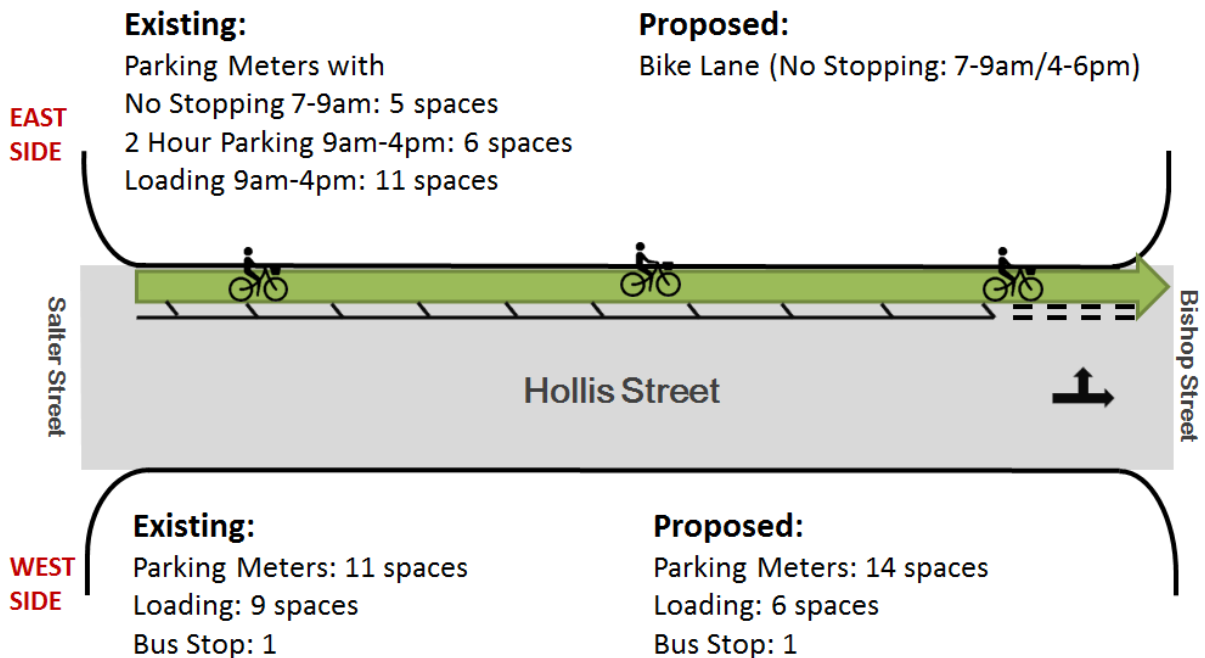 Existing:
Parking Meters with
No Stopping 7-9am: 5 spaces
2 Hour Parking 9am-4pm: 6 spaces
Loading 9am-4pm: 11 spaces
Proposed:
Bike Lane (No Stopping: 7-9am/4-6pm)
EAST
SIDE
Salter Street
Hollis Street
Bishop Street
WEST
SIDE
Existing:
Parking Meters: 11 spaces
Loading: 9 spaces
Bus Stop: 1
Proposed:
Parking Meters: 14 spaces
Loading: 6 spaces
Bus Stop: 1